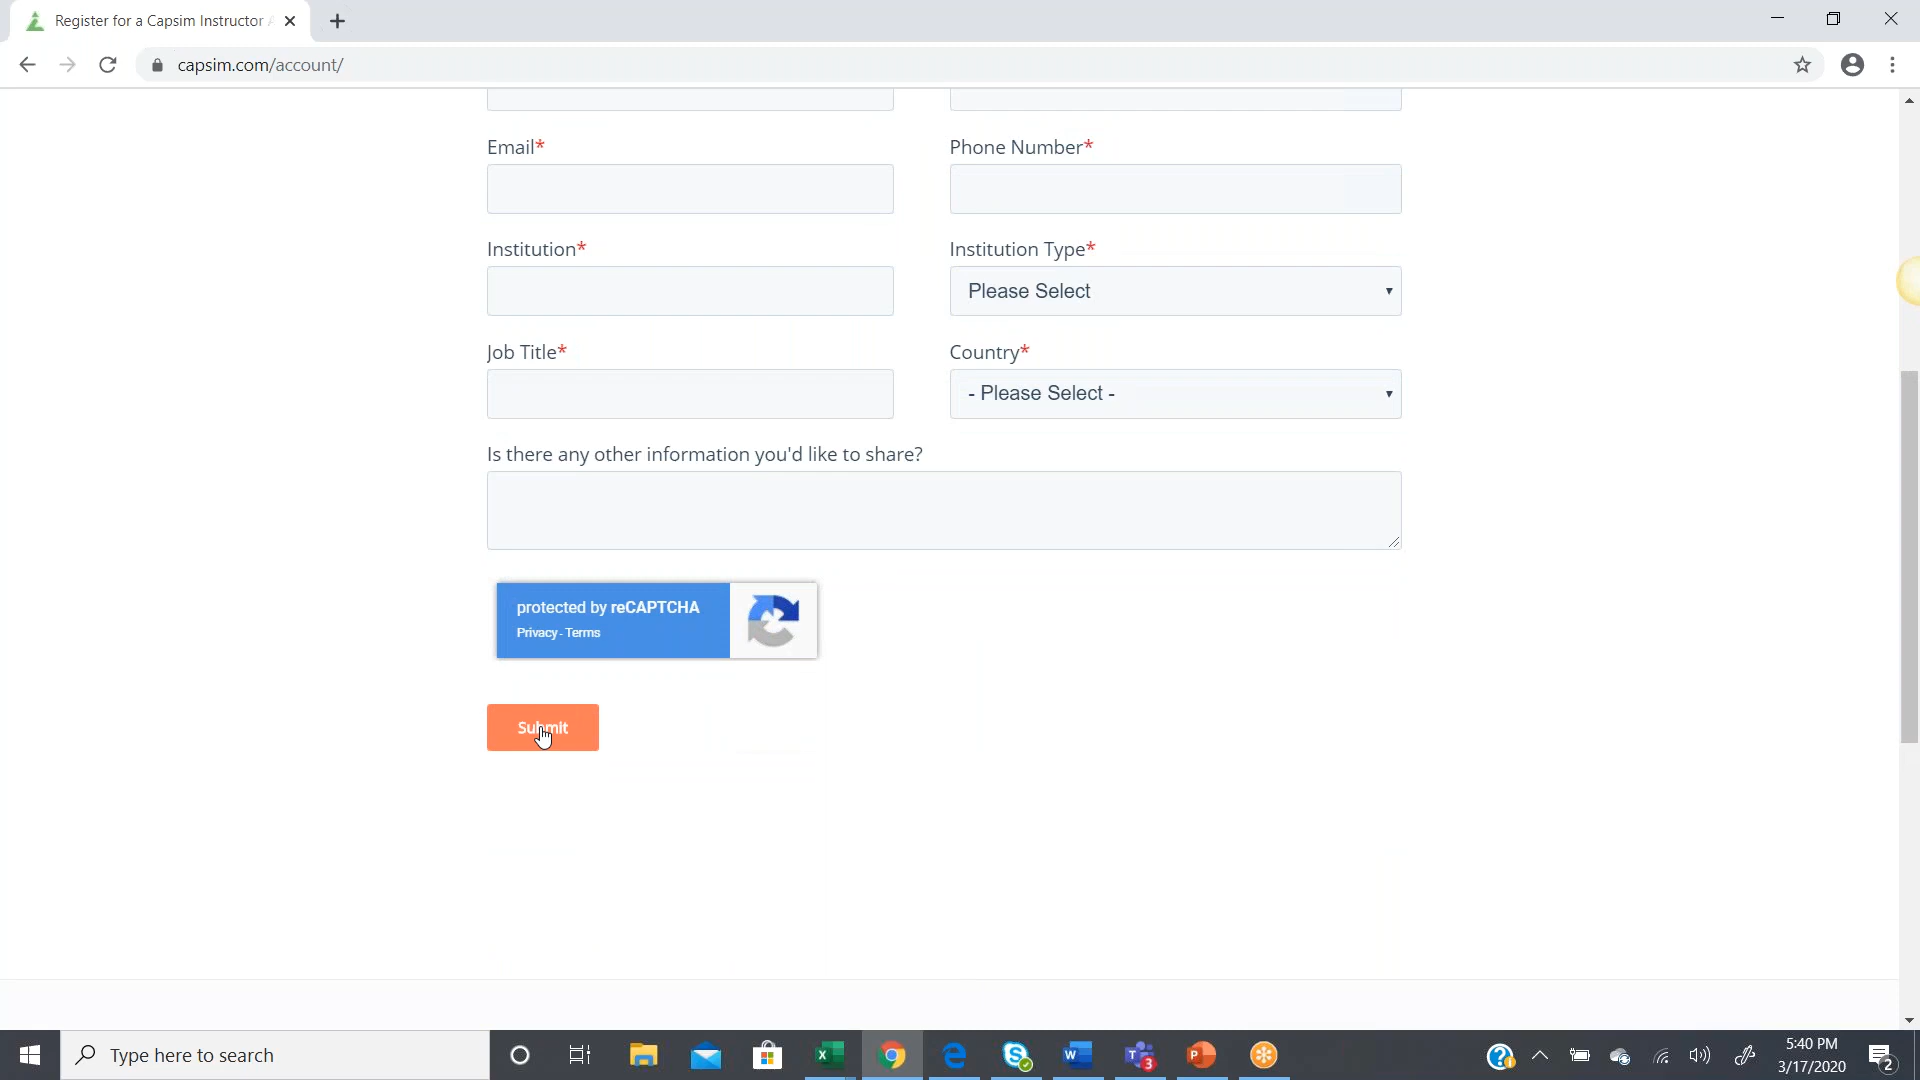 Register for a Capsim Instructor
capsim.com/account/
Email* Phone Number*
Institution* Institution Type*
Please Select
Job Title* Country*
- Please Select -
Is there any other information you'd like to share?
protected by reCAPTCHA
Privacy - Terms
Submit
Type here to search
3
2
5:40 PM
3/17/2020